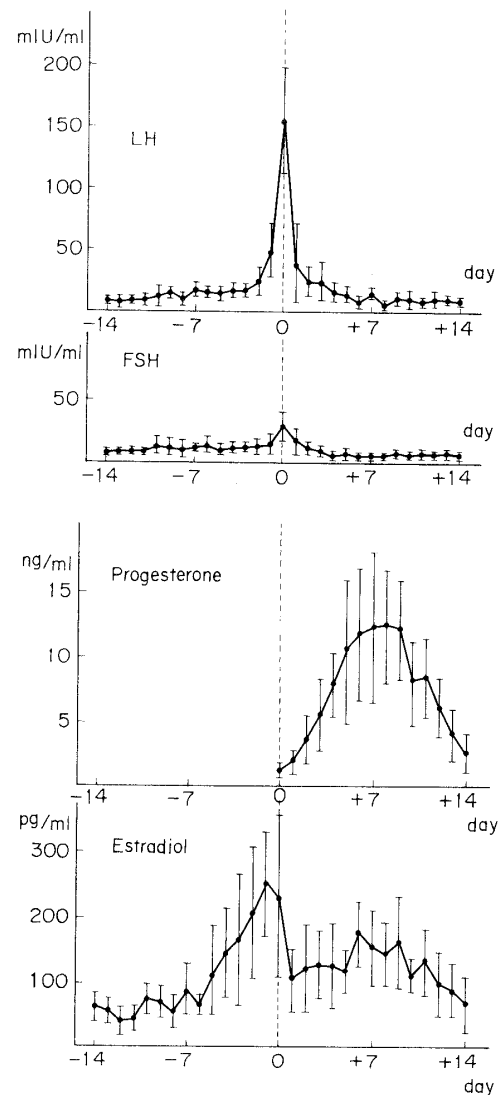 mIU/ml
200
150
LH
100
50
day
-14 -7 0 +7 +14
mIU/ml
FSH
50
day
-14 -7 0 +7 +14
ng/ml
Progesterone
15
10
5
-14 -7 0 +7 +14
day
pg/ml
Estradiol
300
200
100
-14 -7 0 +7 +14
day